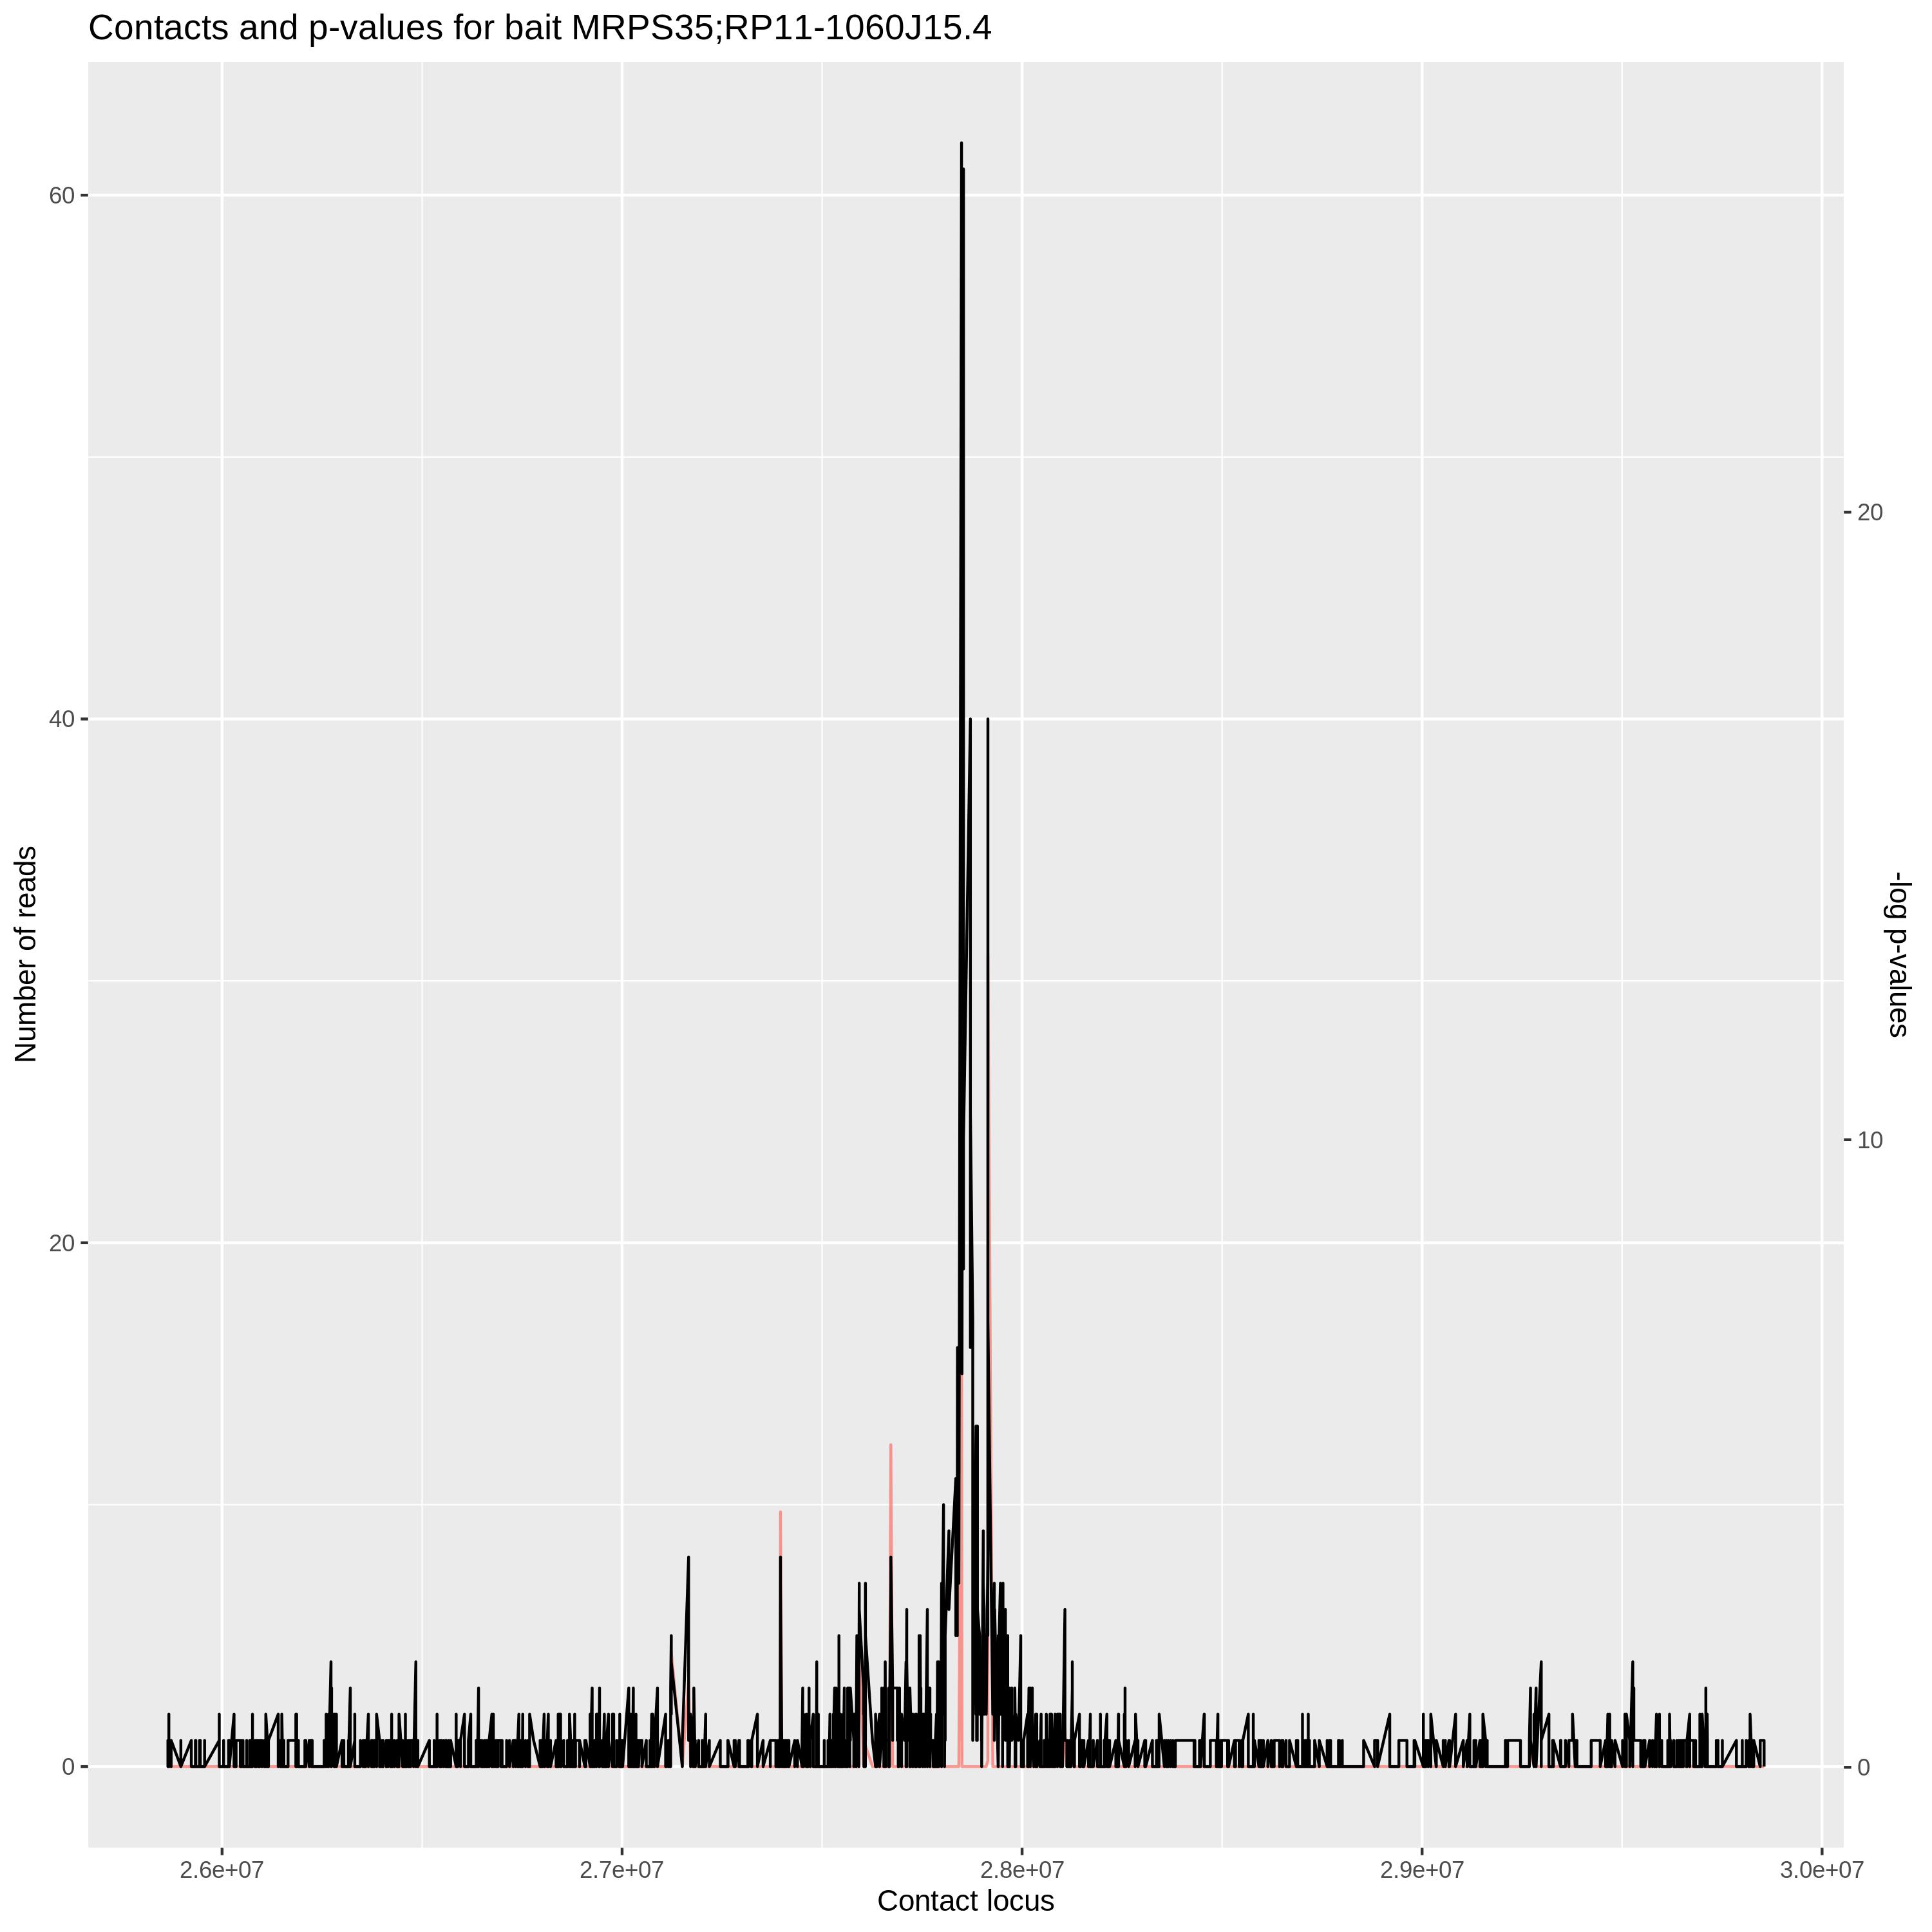 Contacts and p-values for bait MRPS35;RP11-1060J15.4
60
40
20
0
Number of reads
20
10
0
-log p-values
2.6e+07
2.7e+07
2.8e+07
2.9e+07
3.0e+07
Contact locus